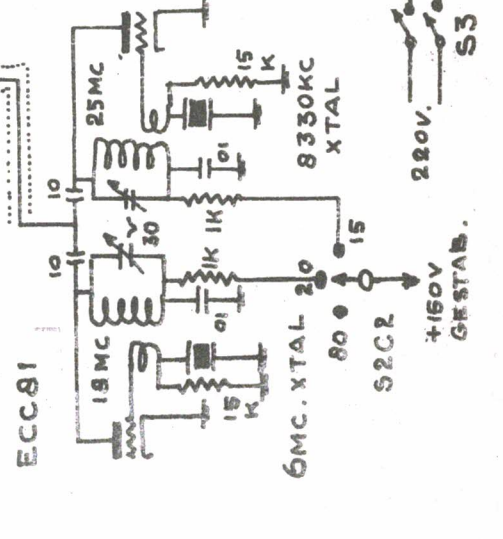 ECC81
18MC
10
10
25MC
30
1K
1K
01
01
15
K
15
K
6MC. XTAL
8330KC
XTAL
80
20
15
S2C2
+150V
GESTAB.
220V.
S3